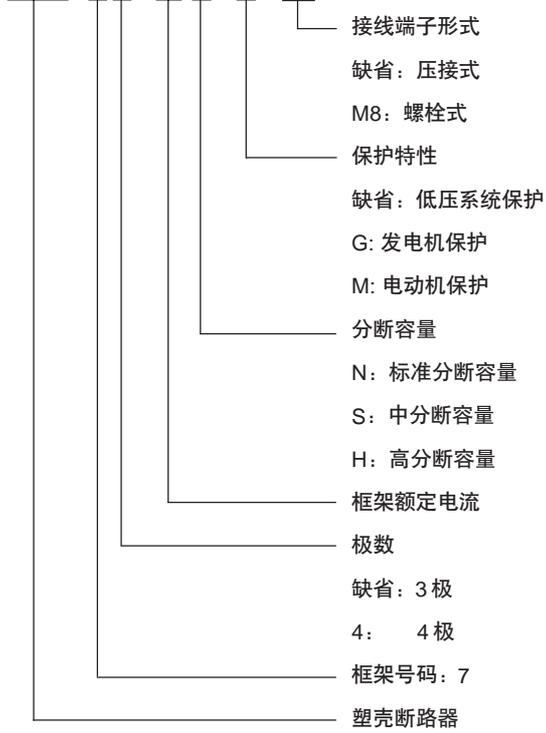 接线端子形式
缺省：压接式
M8：螺栓式
保护特性
缺省：低压系统保护
G: 发电机保护
M: 电动机保护
分断容量
N：标准分断容量
S：中分断容量
H：高分断容量
框架额定电流
极数
缺省：3极
4：  4极
框架号码：7
塑壳断路器